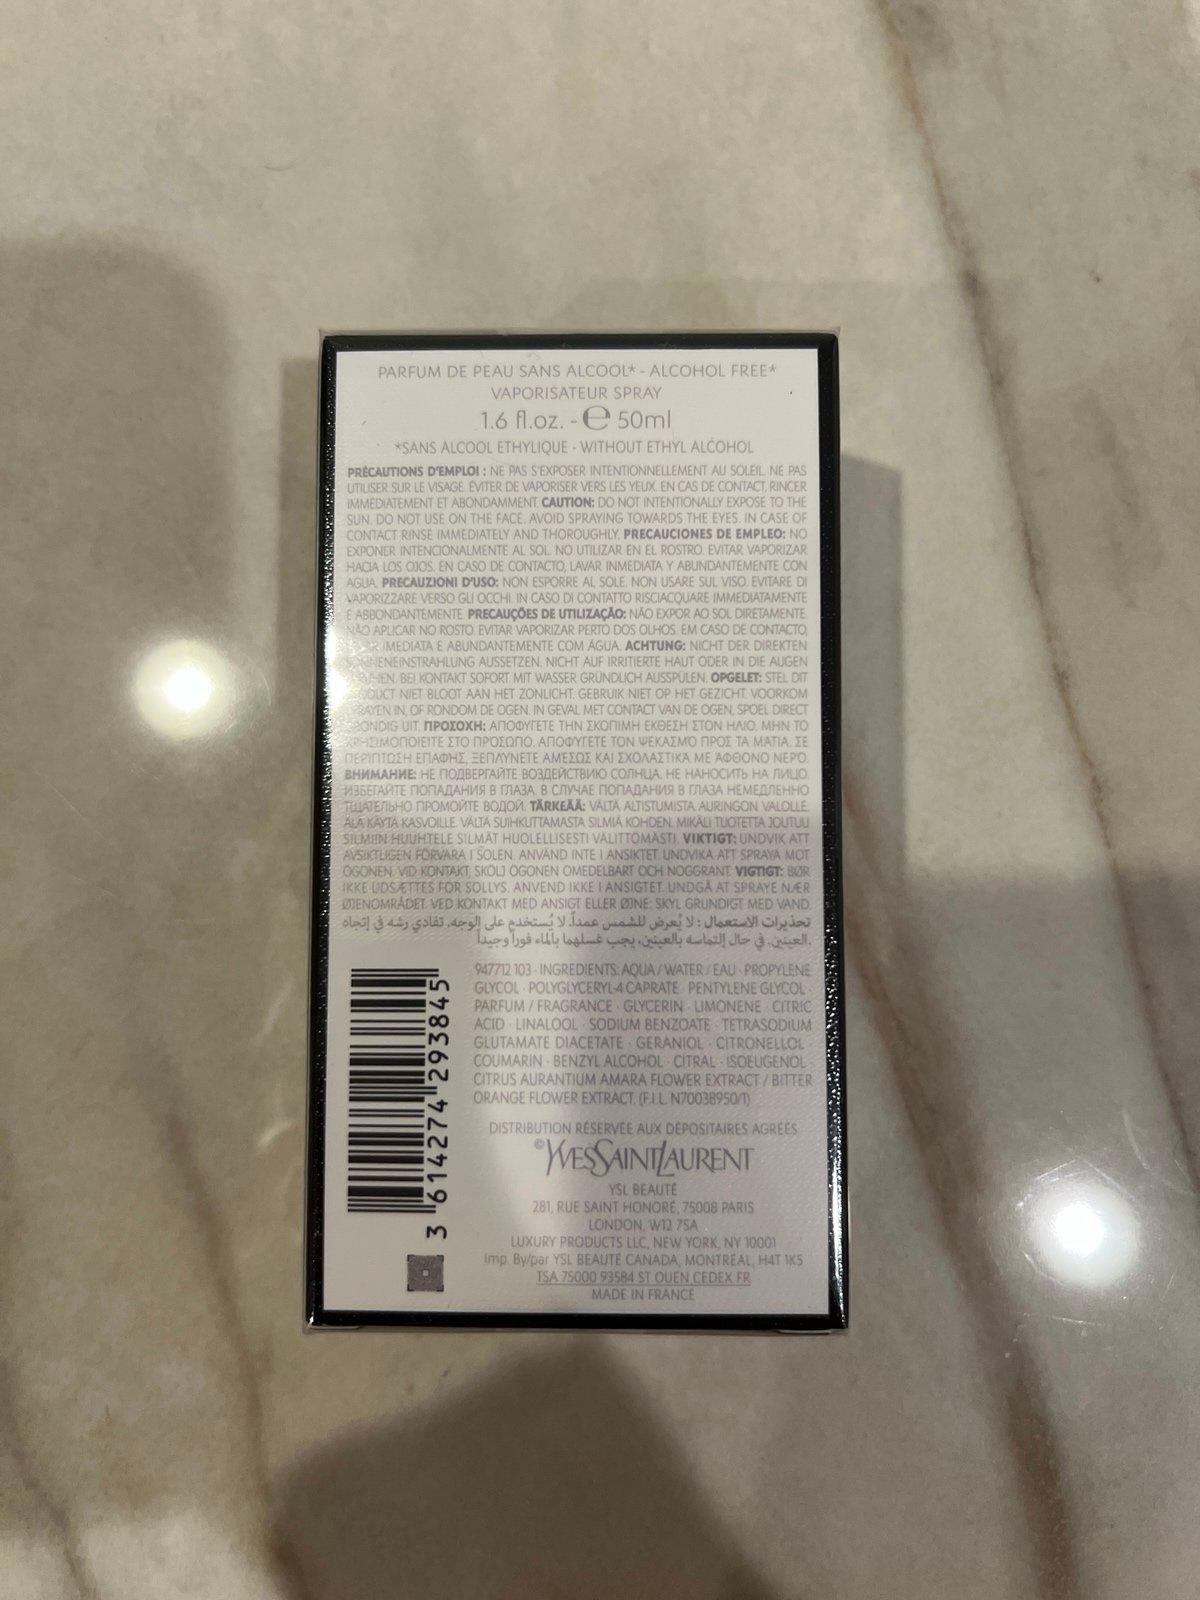 PARFUM DE PEAU SANS ALCOOL* - ALCOHOL FREE*
VAPORISATEUR SPRAY
1.6 fl.oz. - ℮ 50ml
*SANS ALCOOL ETHYLIQUE - WITHOUT ETHYL ALCOHOL
PRÉCAUTIONS D'EMPLOI : NE PAS S'EXPOSER INTENTIONNELLEMENT AU SOLEIL. NE PAS
UTILISER SUR LE VISAGE. ÉVITER DE VAPORISER VERS LES YEUX. EN CAS DE CONTACT, RINCER
IMMÉDIATEMENT ET ABONDAMMENT. CAUTION: DO NOT INTENTIONALLY EXPOSE TO THE
SUN. DO NOT USE ON THE FACE. AVOID SPRAYING TOWARDS THE EYES. IN CASE OF
CONTACT RINSE IMMEDIATELY AND THOROUGHLY. PRECAUCIONES DE EMPLEO: NO
EXPONER INTENCIONALMENTE AL SOL. NO UTILIZAR EN EL ROSTRO. EVITAR VAPORIZAR
HACIA LOS OJOS. EN CASO DE CONTACTO, LAVAR INMEDIATA Y ABUNDANTEMENTE CON
AGUA. PRECAUZIONI D'USO: NON ESPORRE AL SOLE. NON USARE SUL VISO. EVITARE DI
VAPORIZZARE VERSO GLI OCCHI. IN CASO DI CONTATTO RISCIACQUARE IMMEDIATAMENTE
E ABBONDANTEMENTE. PRECAUÇÕES DE UTILIZAÇÃO: NÃO EXPOR AO SOL DIRETAMENTE.
NÃO APLICAR NO ROSTO. EVITAR VAPORIZAR PERTO DOS OLHOS. EM CASO DE CONTACTO,
IMEDIATA E ABUNDANTEMENTE COM ÁGUA. ACHTUNG: NICHT DER DIREKTEN
SONNENEINSTRAHLUNG AUSSETZEN. NICHT AUF IRRITIERTE HAUT ODER IN DIE AUGEN
BEI KONTAKT SOFORT MIT WASSER GRÜNDLICH AUSSPÜLEN. OPGELET: STEL DIT
PRODUCT NIET BLOOT AAN HET ZONLICHT. GEBRUIK NIET OP HET GEZICHT. VOORKOM
SPRAYEN IN, OF RONDOM DE OGEN. IN GEVAL MET CONTACT VAN DE OGEN, SPOEL DIRECT
GRONDIG UIT. ΠΡΟΣΟΧΗ: ΑΠΟΦΥΓΕΤΕ ΤΗΝ ΣΚΟΠΙΜΗ ΕΚΘΕΣΗ ΣΤΟΝ ΗΛΙΟ. ΜΗΝ ΤΟ
ΧΡΗΣΙΜΟΠΟΙΕΙΤΕ ΣΤΟ ΠΡΟΣΩΠΟ. ΑΠΟΦΥΓΕΤΕ ΤΟΝ ΨΕΚΑΣΜΟ ΠΡΟΣ ΤΑ ΜΑΤΙΑ. ΣΕ
ΠΕΡΙΠΤΩΣΗ ΕΠΑΦΗΣ, ΞΕΠΛΥΝΕΤΕ ΑΜΕΣΩΣ ΚΑΙ ΣΧΟΛΑΣΤΙΚΑ ΜΕ ΑΦΘΟΝΟ ΝΕΡΟ.
ВНИМАНИЕ: НЕ ПОДВЕРГАЙТЕ ВОЗДЕЙСТВИЮ СОЛНЦА. НЕ НАНОСИТЬ НА ЛИЦО.
ИЗБЕГАЙТЕ ПОПАДАНИЯ В ГЛАЗА. В СЛУЧАЕ ПОПАДАНИЯ В ГЛАЗА НЕМЕДЛЕННО
ТЩАТЕЛЬНО ПРОМОЙТЕ ВОДОЙ. TÄRKEÄÄ: VÄLTÄ ALTISTUMISTA AURINGON VALOLLE.
ÄLÄ KÄYTÄ KASVOILLE. VÄLTÄ SUIHKUTTAMASTA SILMIÄ KOHDEN. MIKÄLI TUOTETTA JOUTUU
SILMIIN HUUHTELE SILMÄT HUOLELLISESTI VÄLITTÖMÄSTI. VIKTIGT: UNDVIK ATT
AVSIKTLIGEN FÖRVARA I SOLEN. ANVÄND INTE I ANSIKTET. UNDVIKA ATT SPRAYA MOT
ÖGONEN. VID KONTAKT, SKÖLJ ÖGONEN OMEDELBART OCH NOGGRANT. VIGTIGT: BØR
IKKE UDSÆTTES FOR SOLLYS. ANVEND IKKE I ANSIGTET. UNDGÅ AT SPRAYE NÆR
ØJENOMRÅDET. VED KONTAKT MED ANSIGT ELLER ØJNE: SKYL GRUNDIGT MED VAND.
تحذيرات الاستعمال : لا يُعرض للشمس عمداً. لا يُستخدم على الوجه. تفادي رشه في إتجاه
العينين. في حال إلتماسه بالعينين، يجب غسلهما بالماء فوراً وجيداً.
947712 103 - INGREDIENTS: AQUA / WATER / EAU · PROPYLENE
GLYCOL · POLYGLYCERYL-4 CAPRATE · PENTYLENE GLYCOL ·
PARFUM / FRAGRANCE · GLYCERIN · LIMONENE · CITRIC
ACID · LINALOOL · SODIUM BENZOATE · TETRASODIUM
GLUTAMATE DIACETATE · GERANIOL · CITRONELLOL ·
COUMARIN · BENZYL ALCOHOL · CITRAL · ISOEUGENOL ·
CITRUS AURANTIUM AMARA FLOWER EXTRACT / BITTER
ORANGE FLOWER EXTRACT. (F.I.L. N70038950/1)
3 614274 293845
DISTRIBUTION RÉSERVÉE AUX DÉPOSITAIRES AGRÉÉS
©YVESSAINTLAURENT
YSL BEAUTÉ
281, RUE SAINT HONORÉ, 75008 PARIS
LONDON, W12 7SA
LUXURY PRODUCTS LLC, NEW YORK, NY 10001
Imp. By/par YSL BEAUTÉ CANADA, MONTRÉAL, H4T 1K5
TSA 75000 93584 ST OUEN CEDEX FR
MADE IN FRANCE